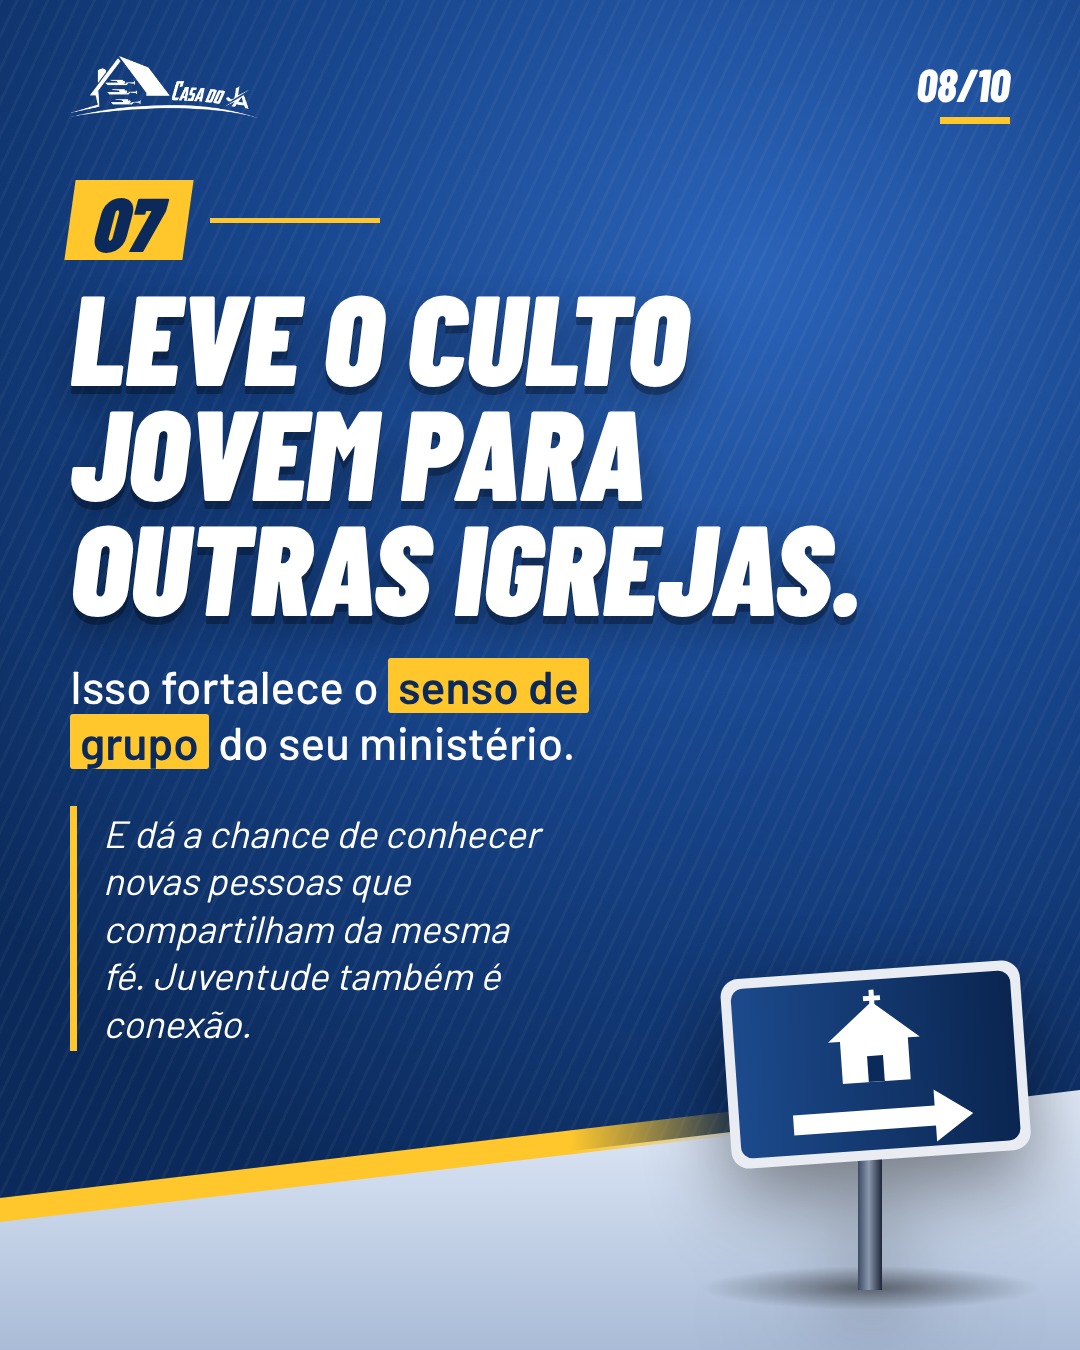 CASA DO JA
08/10
07
LEVE O CULTO
JOVEM PARA
OUTRAS IGREJAS.
Isso fortalece o senso de
grupo do seu ministério.
E dá a chance de conhecer
novas pessoas que
compartilham da mesma
fé. Juventude também é
conexão.